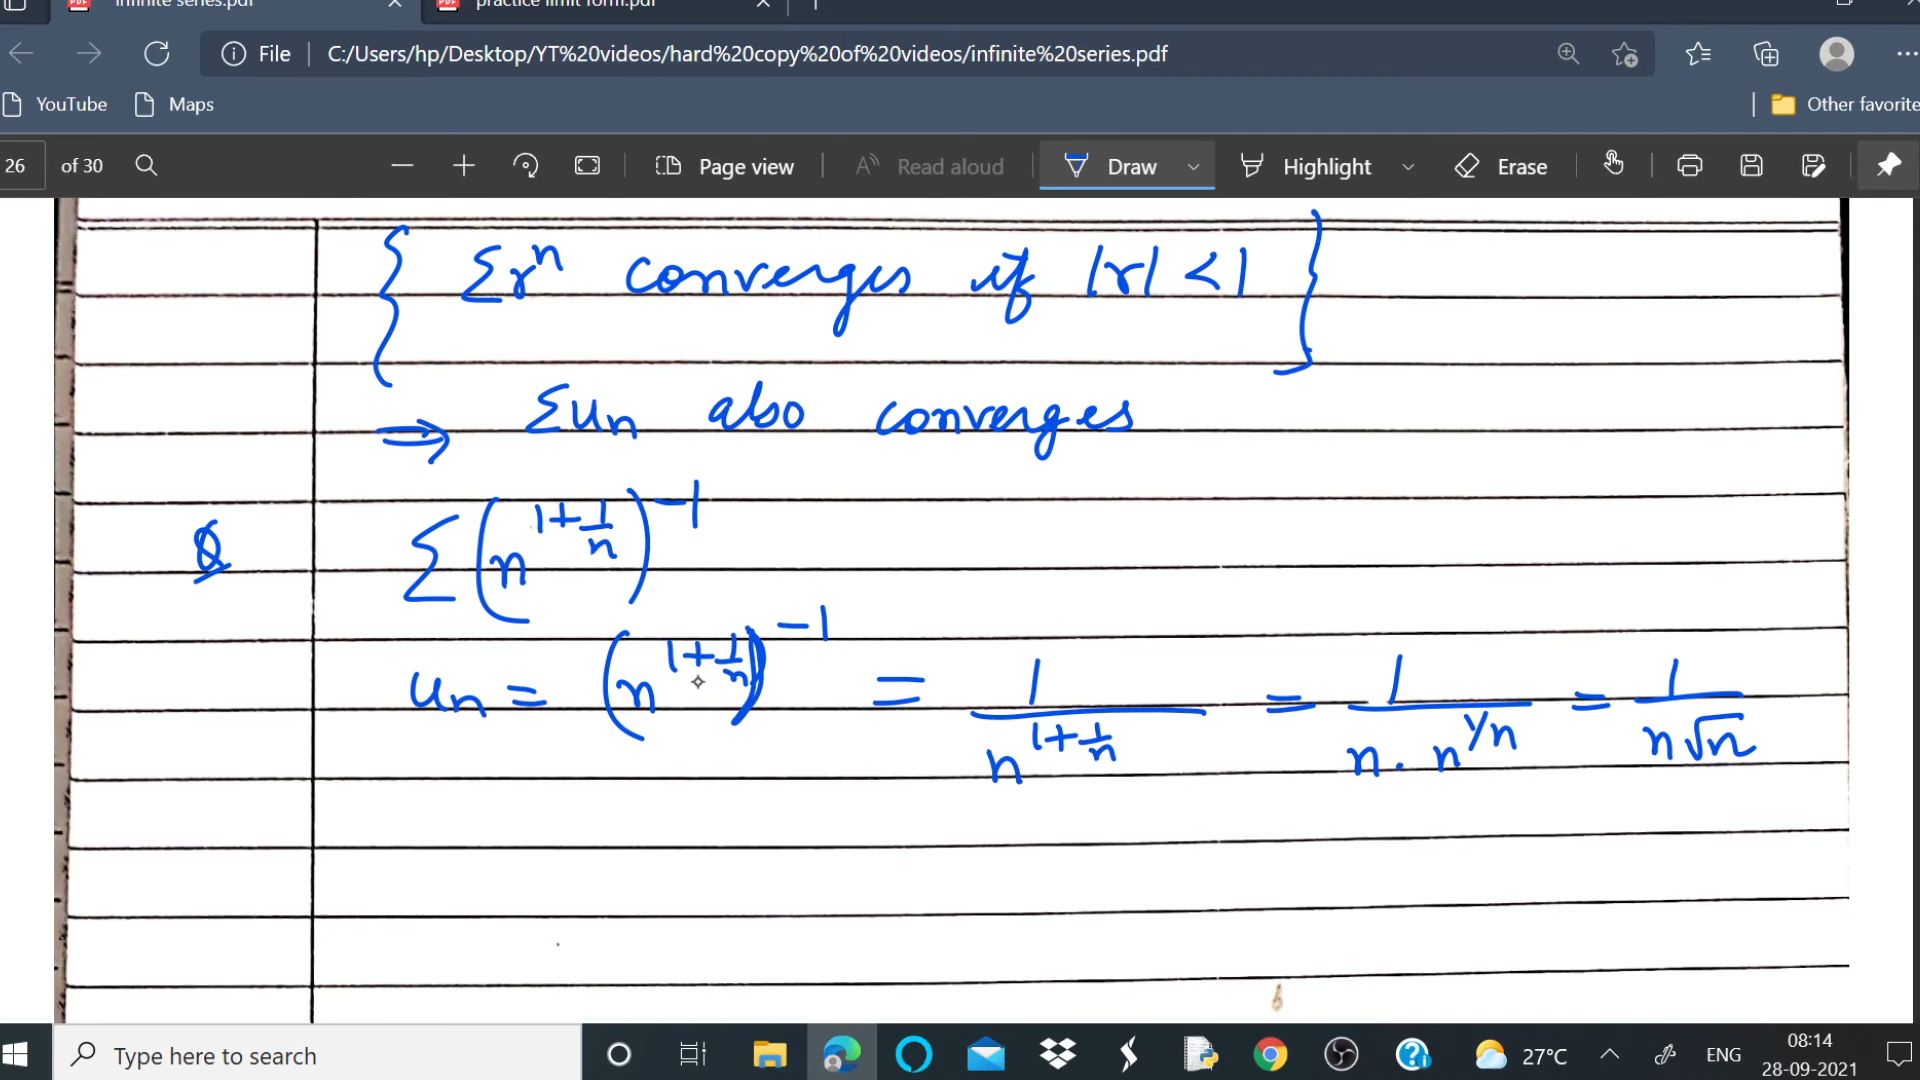 infinite series.pdf practice limit form.pdf
File C:/Users/hp/Desktop/YT%20videos/hard%20copy%20of%20videos/infinite%20series.pdf
YouTube Maps Other favorite
26 of 30 Page view Read aloud Draw Highlight Erase
{ Σrⁿ converges if |r| < 1 }
⇒ Σuₙ also converges
Q Σ (n^(1+1/n))^-1
uₙ = (n^(1+1/n))^-1 = 1/n^(1+1/n) = 1/(n · n^(1/n)) = 1/(n√n)
Type here to search 27°C ENG 08:14
28-09-2021